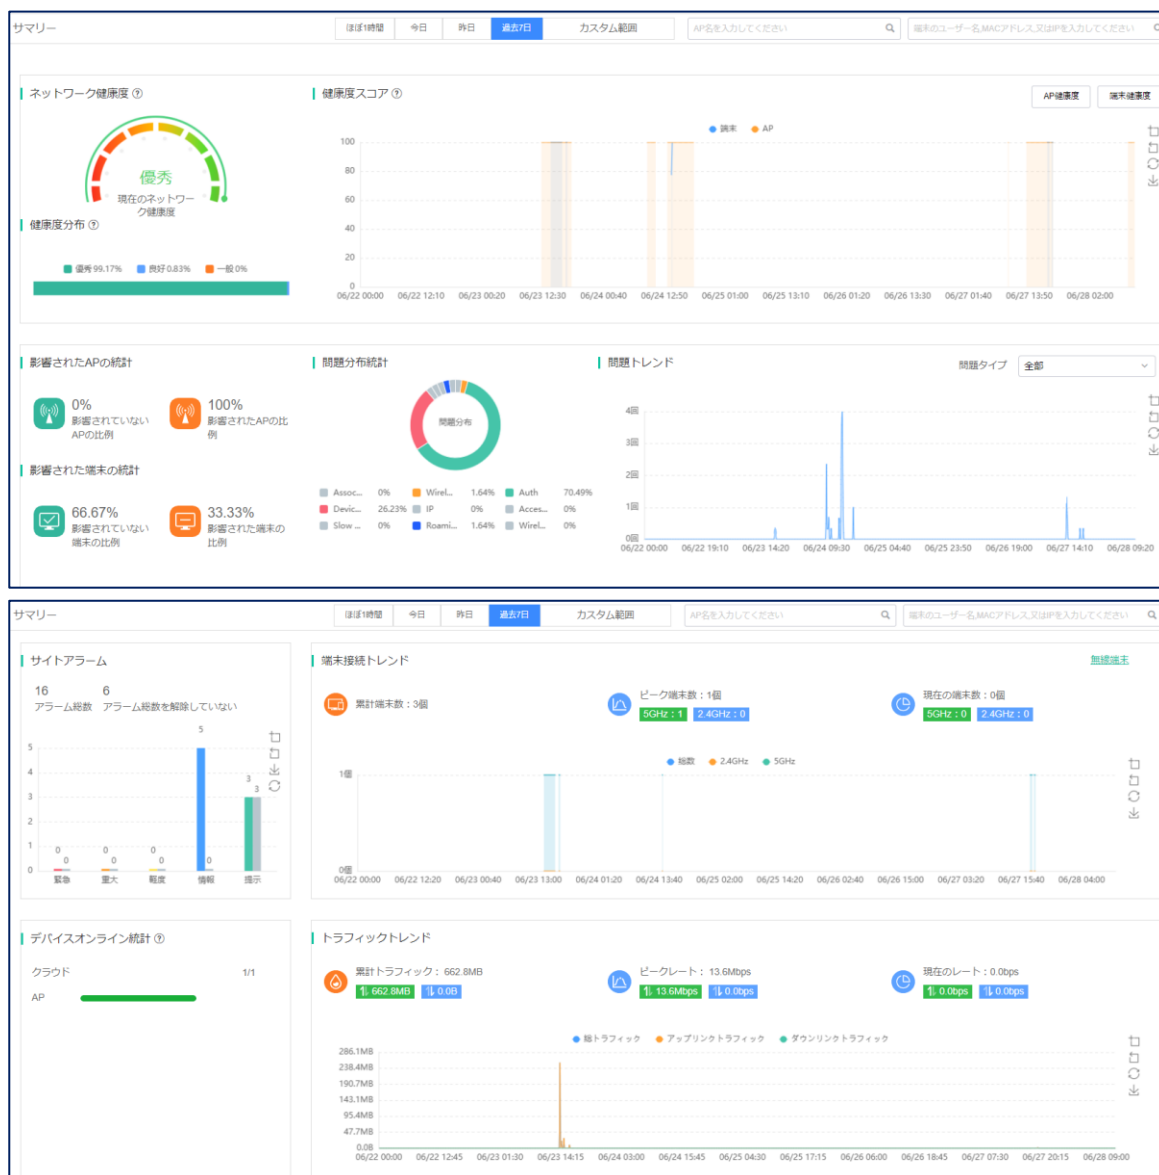 サマリー
ほぼ1時間 今日 昨日 過去7日 カスタム範囲 AP名を入力してください 端末のユーザー名,MACアドレス,又はIPを入力してください
ネットワーク健康度
優秀
現在のネットワー
ク健康度
健康度分布
優秀 99.17% 良好 0.83% 一般 0%
健康度スコア
AP健康度 端末健康度
端末 AP
100
80
60
40
20
0
06/22 00:00 06/22 12:10 06/23 00:20 06/23 12:30 06/24 00:40 06/24 12:50 06/25 01:00 06/25 13:10 06/26 01:20 06/26 13:30 06/27 01:40 06/27 13:50 06/28 02:00
影響されたAPの統計
0%
影響されていない
APの比例
100%
影響されたAPの比
例
影響された端末の統計
66.67%
影響されていない
端末の比例
33.33%
影響された端末の
比例
問題分布統計
問題分布
Assoc... 0% Wirel... 1.64% Auth 70.49%
Devic... 26.23% IP 0% Acces... 0%
Slow ... 0% Roami... 1.64% Wirel... 0%
問題トレンド
問題タイプ 全部
4回
3回
2回
1回
0回
06/22 00:00 06/22 19:10 06/23 14:20 06/24 09:30 06/25 04:40 06/25 23:50 06/26 19:00 06/27 14:10 06/28 09:20
サマリー
ほぼ1時間 今日 昨日 過去7日 カスタム範囲 AP名を入力してください 端末のユーザー名,MACアドレス,又はIPを入力してください
サイトアラーム
16 6
アラーム総数 アラーム総数を解除していない
5
4
3
2
1
0
0 0 0 0 0 0 5 0 3 3
緊急 重大 軽度 情報 提示
端末接続トレンド
無線端末
累計端末数：3個
ピーク端末数：1個
5GHz：1 2.4GHz：0
現在の端末数：0個
5GHz：0 2.4GHz：0
総数 2.4GHz 5GHz
1個
0個
06/22 00:00 06/22 12:20 06/23 00:40 06/23 13:00 06/24 01:20 06/24 13:40 06/25 02:00 06/25 14:20 06/26 02:40 06/26 15:00 06/27 03:20 06/27 15:40 06/28 04:00
デバイスオンライン統計
クラウド 1/1
AP
トラフィックトレンド
累計トラフィック：662.8MB
662.8MB 0.0B
ピークレート：13.6Mbps
13.6Mbps 0.0bps
現在のレート：0.0bps
0.0bps 0.0bps
総トラフィック アップリンクトラフィック ダウンリンクトラフィック
286.1MB
238.4MB
190.7MB
143.1MB
95.4MB
47.7MB
0.0B
06/22 00:00 06/22 12:45 06/23 01:30 06/23 14:15 06/24 03:00 06/24 15:45 06/25 04:30 06/25 17:15 06/26 06:00 06/26 18:45 06/27 07:30 06/27 20:15 06/28 09:00